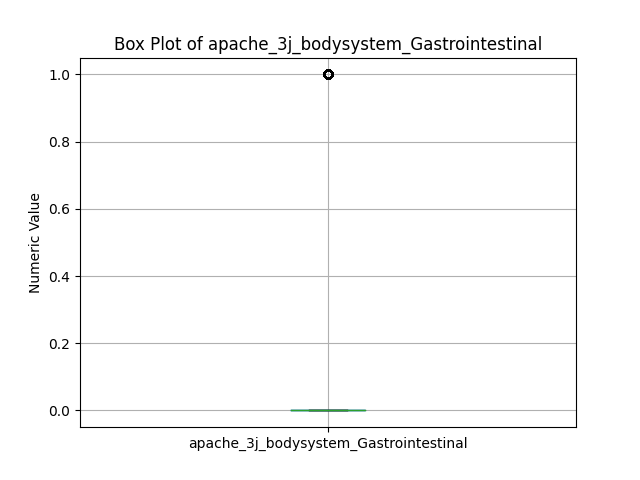 Box Plot of apache_3j_bodysystem_Gastrointestinal
1.0
0.8
0.6
0.4
0.2
0.0
Numeric Value
apache_3j_bodysystem_Gastrointestinal